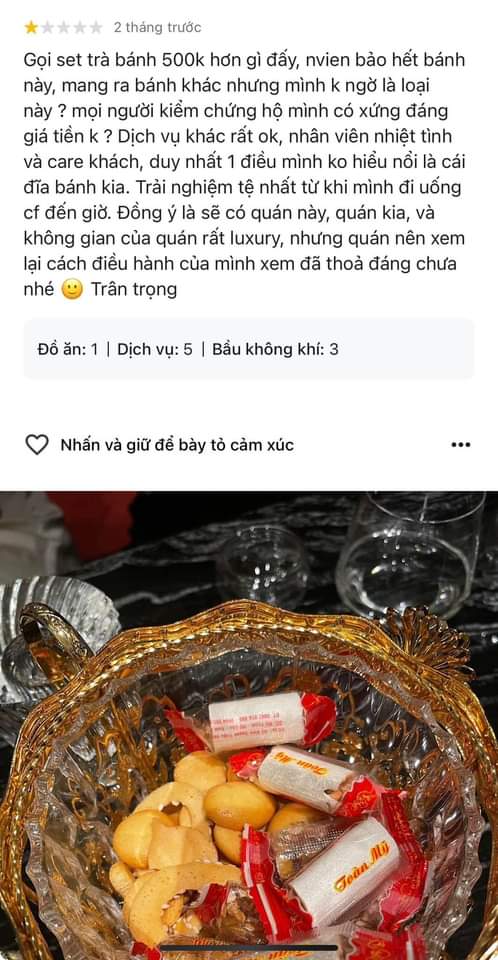 2 tháng trước
Gọi set trà bánh 500k hơn gì đấy, nvien bảo hết bánh
này, mang ra bánh khác nhưng mình k ngờ là loại
này ? mọi người kiểm chứng hộ mình có xứng đáng
giá tiền k ? Dịch vụ khác rất ok, nhân viên nhiệt tình
và care khách, duy nhất 1 điều mình ko hiểu nổi là cái
đĩa bánh kia. Trải nghiệm tệ nhất từ khi mình đi uống
cf đến giờ. Đồng ý là sẽ có quán này, quán kia, và
không gian của quán rất luxury, nhưng quán nên xem
lại cách điều hành của mình xem đã thoả đáng chưa
nhé 🙂 Trân trọng
Đồ ăn: 1 | Dịch vụ: 5 | Bầu không khí: 3
Nhấn và giữ để bày tỏ cảm xúc
Toàn Mỹ
Toàn Mỹ